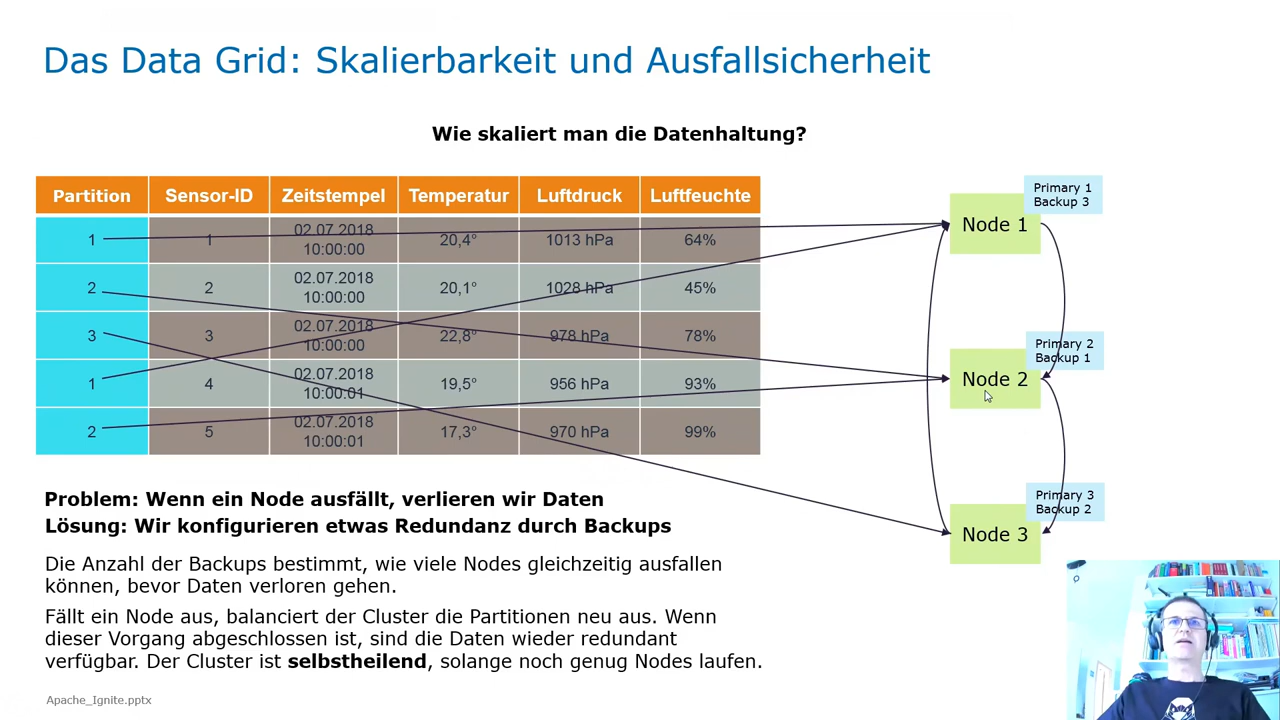 Das Data Grid: Skalierbarkeit und Ausfallsicherheit
Wie skaliert man die Datenhaltung?
Partition Sensor-ID Zeitstempel Temperatur Luftdruck Luftfeuchte
1 1 02.07.2018 10:00:00 20,4° 1013 hPa 64%
2 2 02.07.2018 10:00:00 20,1° 1028 hPa 45%
3 3 02.07.2018 10:00:00 22,8° 978 hPa 78%
1 4 02.07.2018 10:00:01 19,5° 956 hPa 93%
2 5 02.07.2018 10:00:01 17,3° 970 hPa 99%
Primary 1
Backup 3
Node 1
Primary 2
Backup 1
Node 2
Primary 3
Backup 2
Node 3
Problem: Wenn ein Node ausfällt, verlieren wir Daten
Lösung: Wir konfigurieren etwas Redundanz durch Backups
Die Anzahl der Backups bestimmt, wie viele Nodes gleichzeitig ausfallen
können, bevor Daten verloren gehen.
Fällt ein Node aus, balanciert der Cluster die Partitionen neu aus. Wenn
dieser Vorgang abgeschlossen ist, sind die Daten wieder redundant
verfügbar. Der Cluster ist selbstheilend, solange noch genug Nodes laufen.
Apache_Ignite.pptx